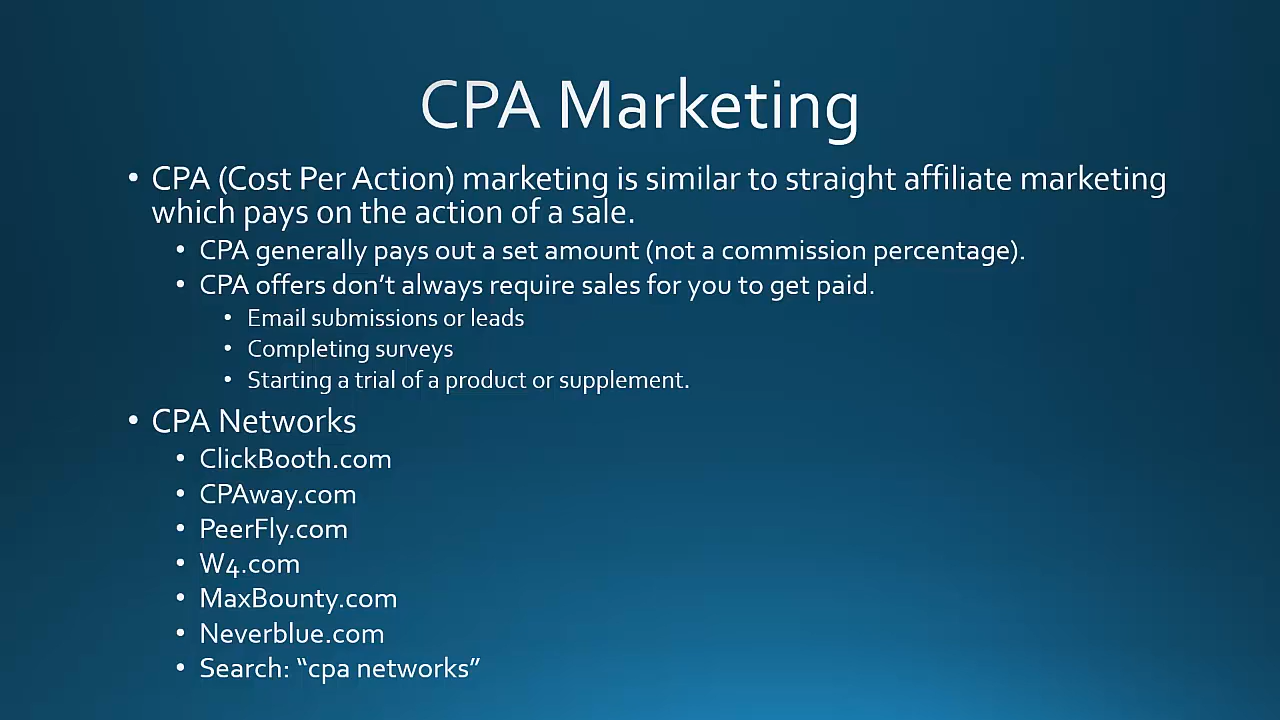 CPA Marketing
• CPA (Cost Per Action) marketing is similar to straight affiliate marketing
which pays on the action of a sale.
• CPA generally pays out a set amount (not a commission percentage).
• CPA offers don’t always require sales for you to get paid.
• Email submissions or leads
• Completing surveys
• Starting a trial of a product or supplement.
• CPA Networks
• ClickBooth.com
• CPAway.com
• PeerFly.com
• W4.com
• MaxBounty.com
• Neverblue.com
• Search: “cpa networks”